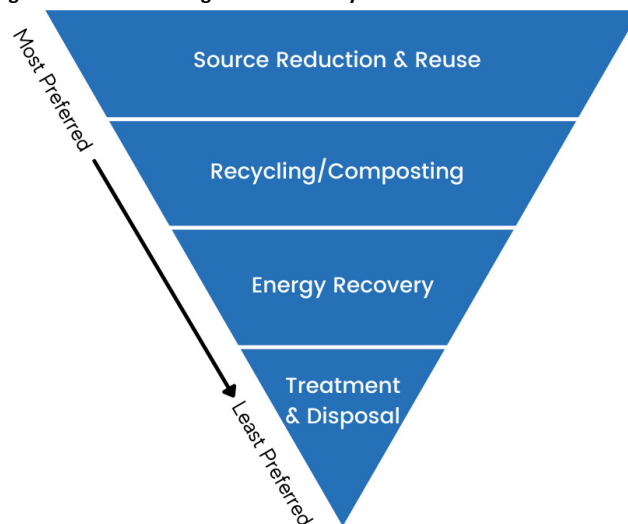 Most Preferred
Source Reduction & Reuse
Recycling/Composting
Energy Recovery
Treatment
& Disposal
Least Preferred